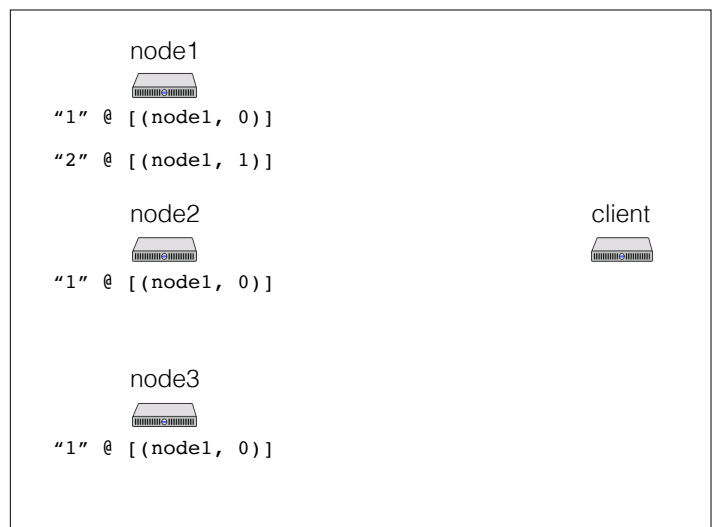 node1
“1” @ [(node1, 0)]
“2” @ [(node1, 1)]
node2
client
“1” @ [(node1, 0)]
node3
“1” @ [(node1, 0)]